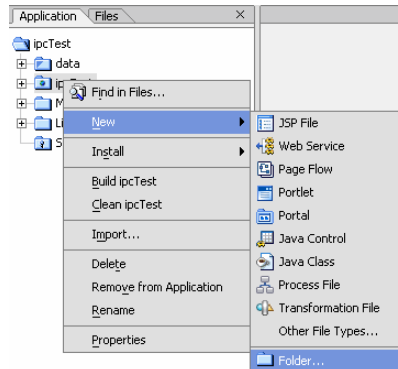 Application Files ×
ipcTest
data
Find in Files...
New
JSP File
Web Service
Install
Page Flow
Portlet
Build ipcTest
Portal
Clean ipcTest
Java Control
Import...
Java Class
Delete
Process File
Remove from Application
Transformation File
Rename
Other File Types...
Properties
Folder...